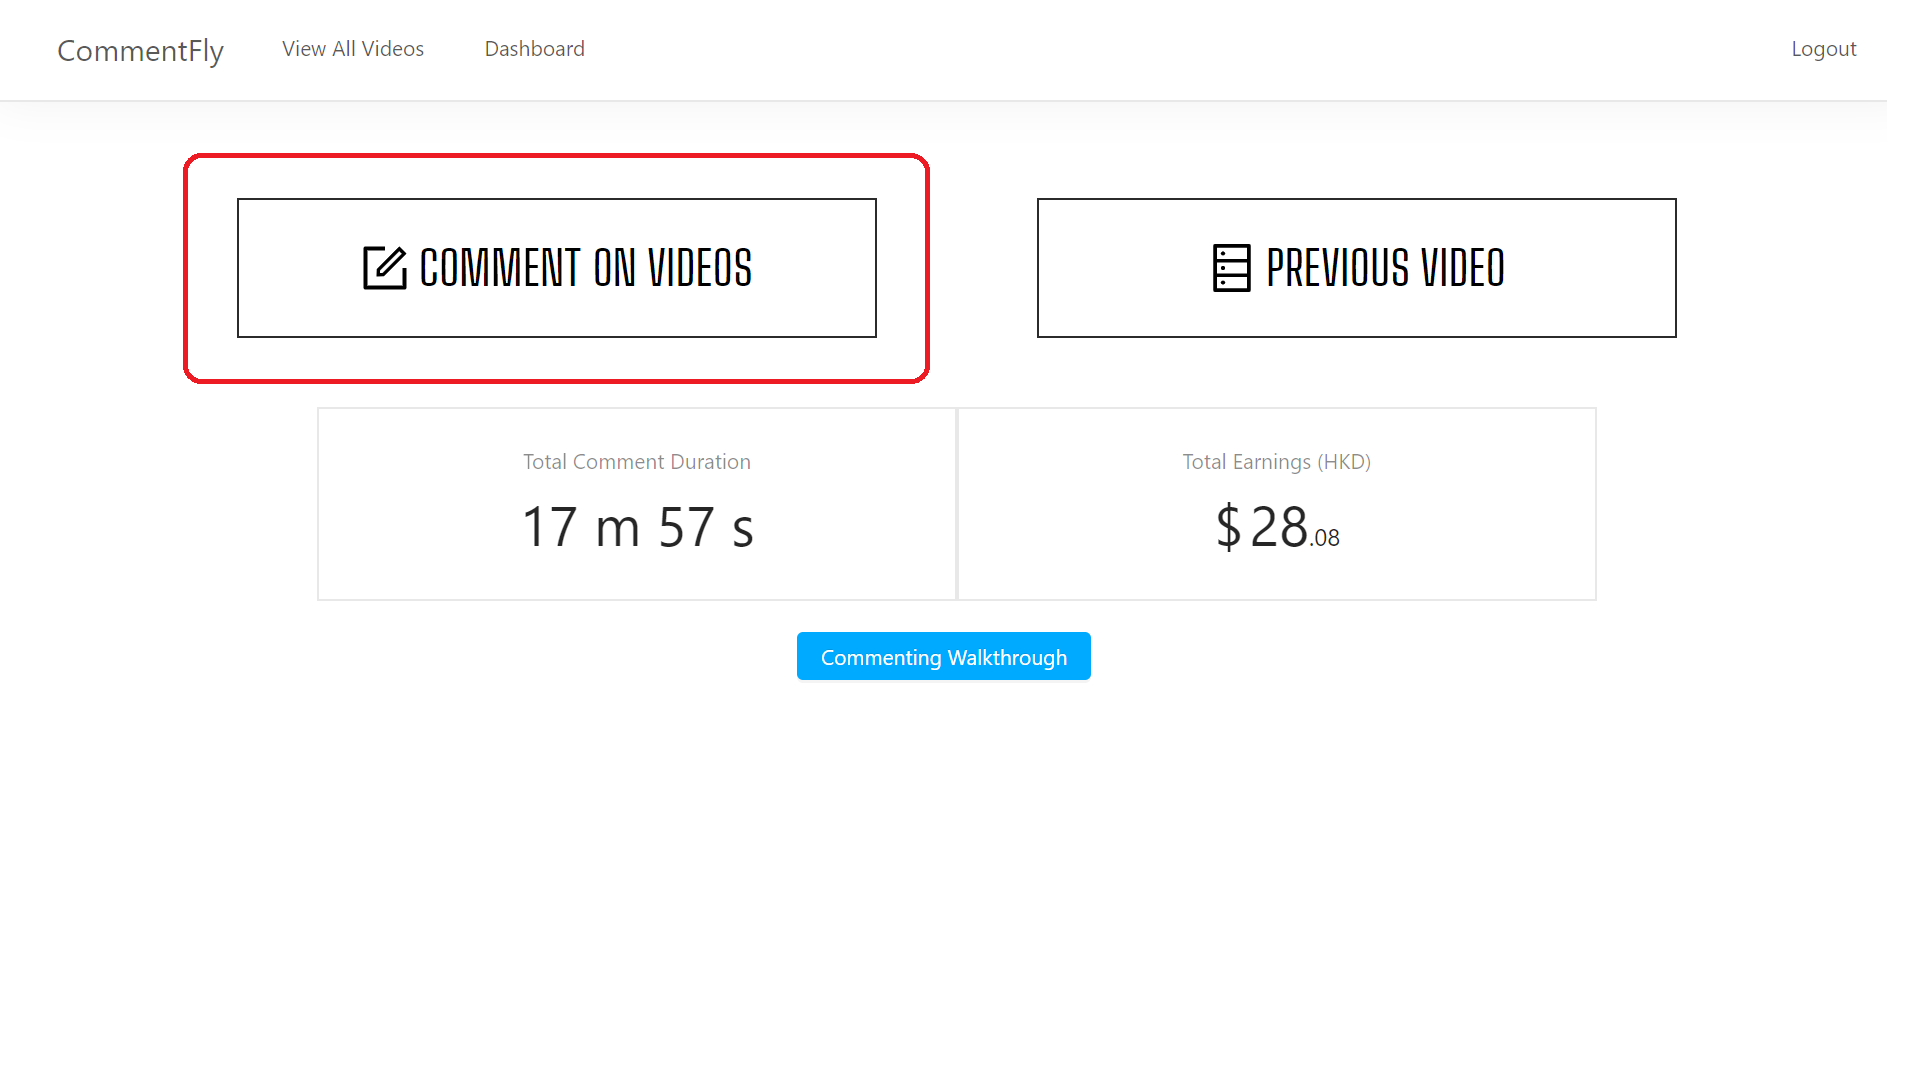 CommentFly View All Videos Dashboard Logout
COMMENT ON VIDEOS
PREVIOUS VIDEO
Total Comment Duration
17 m 57 s
Total Earnings (HKD)
$ 28.08
Commenting Walkthrough